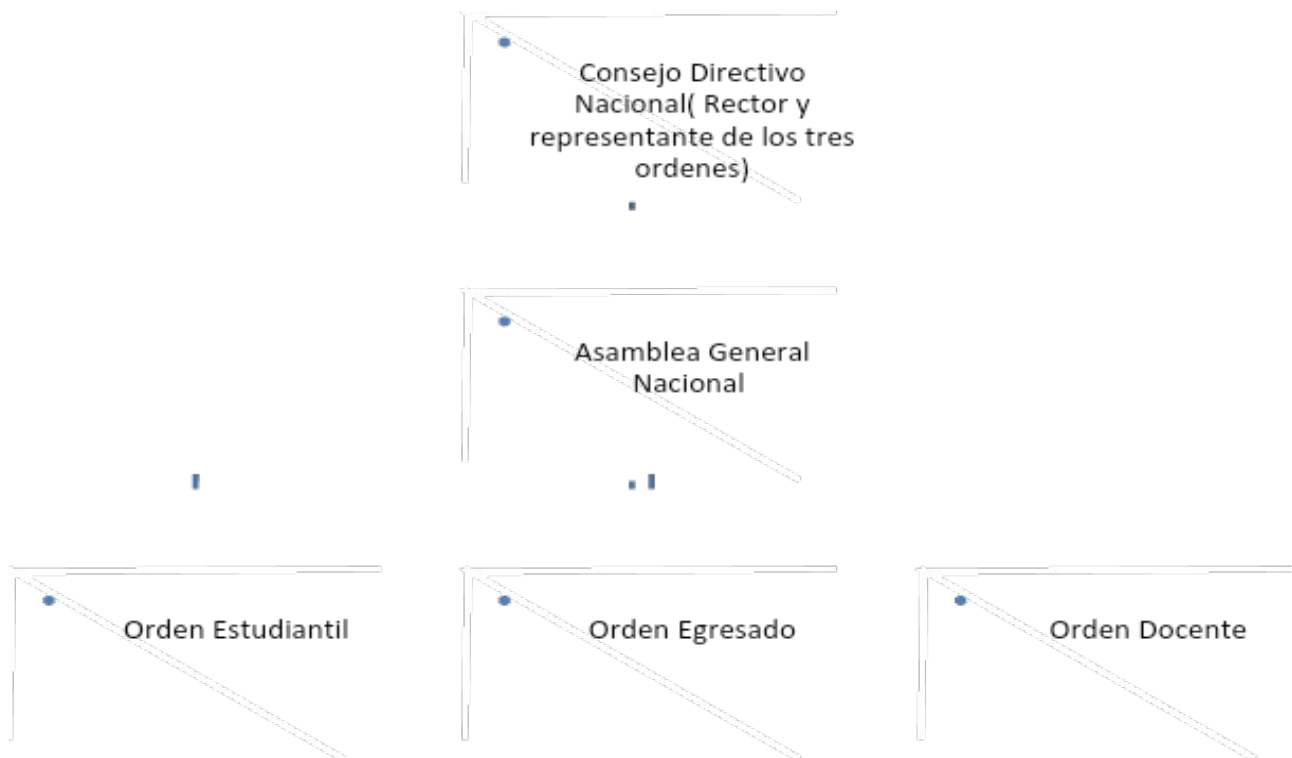 Consejo Directivo
Nacional( Rector y
representante de los tres
ordenes)
Asamblea General
Nacional
Orden Estudiantil
Orden Egresado
Orden Docente